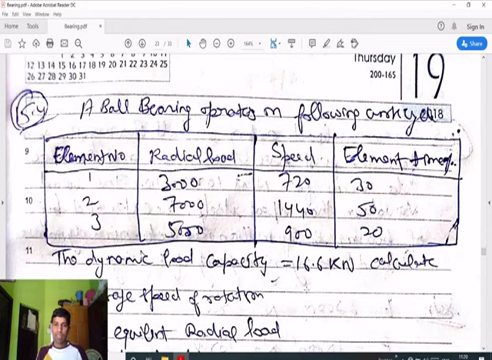 Bearing.pdf - Adobe Acrobat Reader DC
File Edit View Window Help
Home Tools Bearing.pdf ×
Share
12 13 14 15 16 17 18 19 20 21 22 23 24 25
26 27 28 29 30 31
Thursday
200-165
19
15.4 A Ball Bearing operates on following work cycle
9 Element No Radial load Speed Element time
1 3000 720 30
10 2 7000 1440 50
3 5000 900 20
11 The dynamic load capacity = 16.6 KN calculate
speed of rotation
Radial load